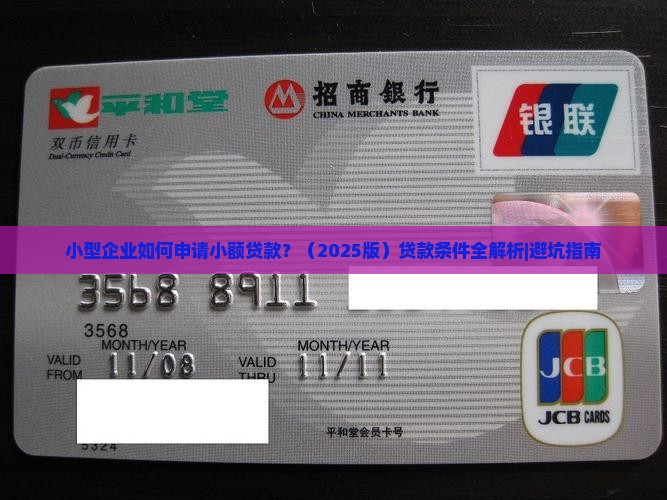 平和堂
招商银行
CHINA MERCHANTS BANK
银联
双币信用卡
Dual-Currency Credit Card
小型企业如何申请小额贷款？（2025版）贷款条件全解析|避坑指南
3568 8911
3568
MONTH/YEAR MONTH/YEAR
VALID FROM 11/08
VALID THRU 11/11
JCB
JCB CARDS
平和堂会员卡号
5324